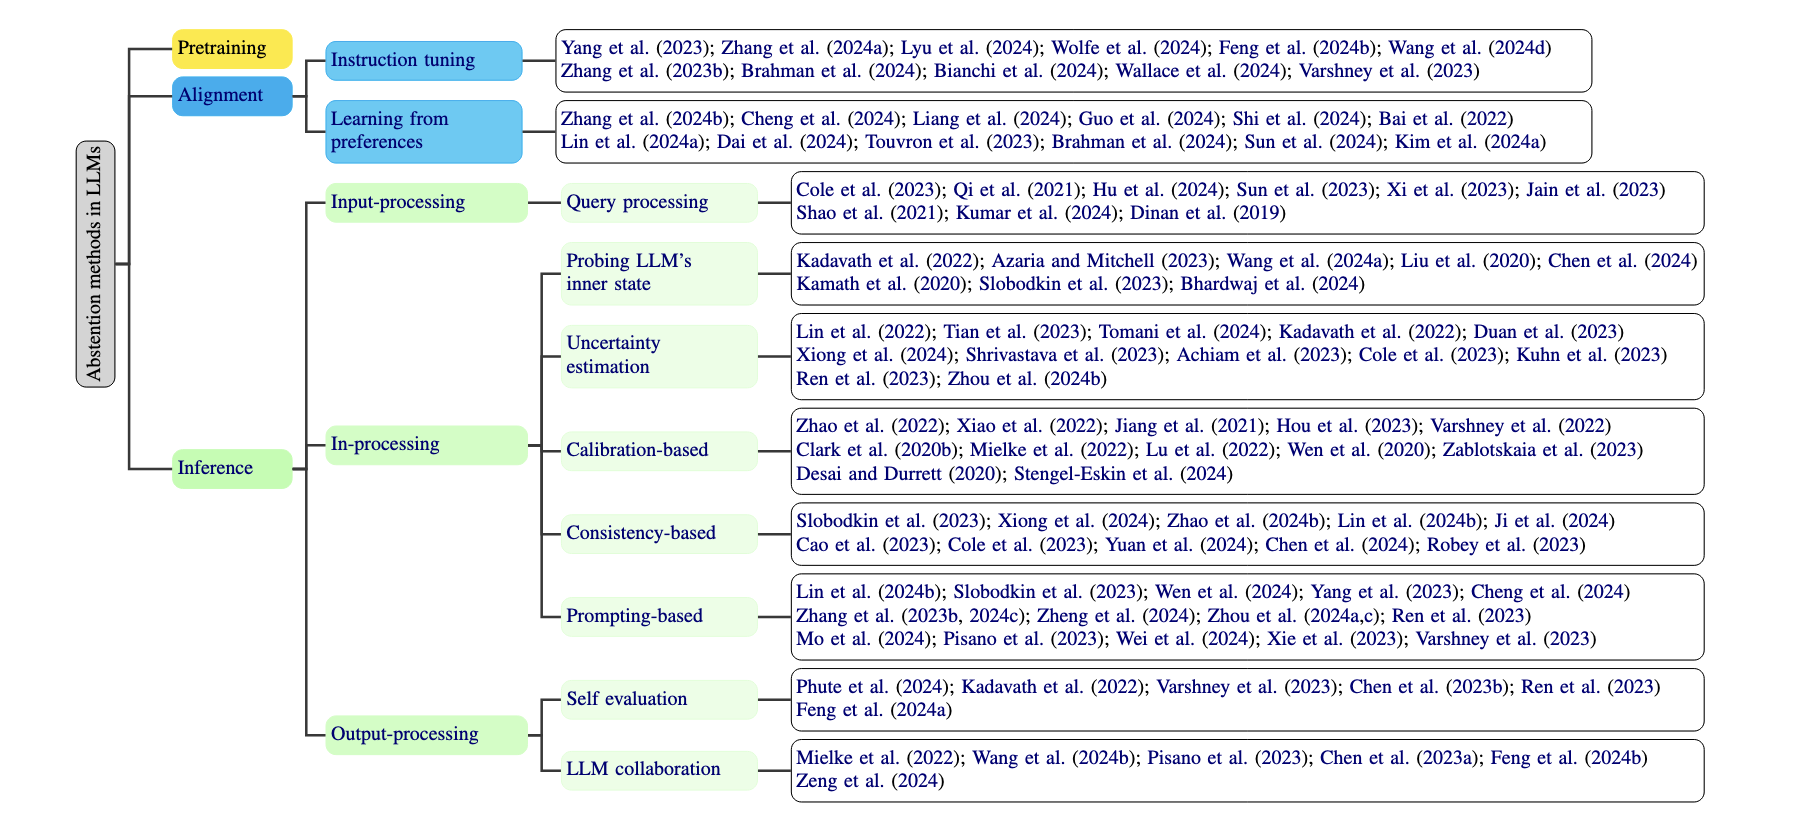 Abstention methods in LLMs
Pretraining
Alignment
Instruction tuning
Yang et al. (2023); Zhang et al. (2024a); Lyu et al. (2024); Wolfe et al. (2024); Feng et al. (2024b); Wang et al. (2024d)
Zhang et al. (2023b); Brahman et al. (2024); Bianchi et al. (2024); Wallace et al. (2024); Varshney et al. (2023)
Learning from
preferences
Zhang et al. (2024b); Cheng et al. (2024); Liang et al. (2024); Guo et al. (2024); Shi et al. (2024); Bai et al. (2022)
Lin et al. (2024a); Dai et al. (2024); Touvron et al. (2023); Brahman et al. (2024); Sun et al. (2024); Kim et al. (2024a)
Inference
Input-processing
Query processing
Cole et al. (2023); Qi et al. (2021); Hu et al. (2024); Sun et al. (2023); Xi et al. (2023); Jain et al. (2023)
Shao et al. (2021); Kumar et al. (2024); Dinan et al. (2019)
In-processing
Probing LLM's
inner state
Kadavath et al. (2022); Azaria and Mitchell (2023); Wang et al. (2024a); Liu et al. (2020); Chen et al. (2024)
Kamath et al. (2020); Slobodkin et al. (2023); Bhardwaj et al. (2024)
Uncertainty
estimation
Lin et al. (2022); Tian et al. (2023); Tomani et al. (2024); Kadavath et al. (2022); Duan et al. (2023)
Xiong et al. (2024); Shrivastava et al. (2023); Achiam et al. (2023); Cole et al. (2023); Kuhn et al. (2023)
Ren et al. (2023); Zhou et al. (2024b)
Calibration-based
Zhao et al. (2022); Xiao et al. (2022); Jiang et al. (2021); Hou et al. (2023); Varshney et al. (2022)
Clark et al. (2020b); Mielke et al. (2022); Lu et al. (2022); Wen et al. (2020); Zablotskaia et al. (2023)
Desai and Durrett (2020); Stengel-Eskin et al. (2024)
Consistency-based
Slobodkin et al. (2023); Xiong et al. (2024); Zhao et al. (2024b); Lin et al. (2024b); Ji et al. (2024)
Cao et al. (2023); Cole et al. (2023); Yuan et al. (2024); Chen et al. (2024); Robey et al. (2023)
Prompting-based
Lin et al. (2024b); Slobodkin et al. (2023); Wen et al. (2024); Yang et al. (2023); Cheng et al. (2024)
Zhang et al. (2023b, 2024c); Zheng et al. (2024); Zhou et al. (2024a,c); Ren et al. (2023)
Mo et al. (2024); Pisano et al. (2023); Wei et al. (2024); Xie et al. (2023); Varshney et al. (2023)
Output-processing
Self evaluation
Phute et al. (2024); Kadavath et al. (2022); Varshney et al. (2023); Chen et al. (2023b); Ren et al. (2023)
Feng et al. (2024a)
LLM collaboration
Mielke et al. (2022); Wang et al. (2024b); Pisano et al. (2023); Chen et al. (2023a); Feng et al. (2024b)
Zeng et al. (2024)